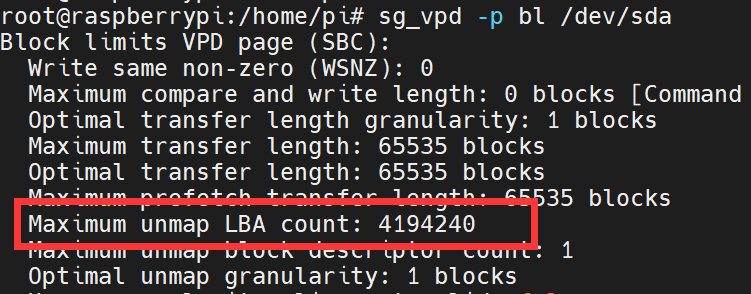 root@raspberrypi:/home/pi# sg_vpd -p bl /dev/sda
Block limits VPD page (SBC):
Write same non-zero (WSNZ): 0
Maximum compare and write length: 0 blocks [Command
Optimal transfer length granularity: 1 blocks
Maximum transfer length: 65535 blocks
Optimal transfer length: 65535 blocks
Maximum prefetch transfer length: 65535 blocks
Maximum unmap LBA count: 4194240
Maximum unmap block descriptor count: 1
Optimal unmap granularity: 1 blocks